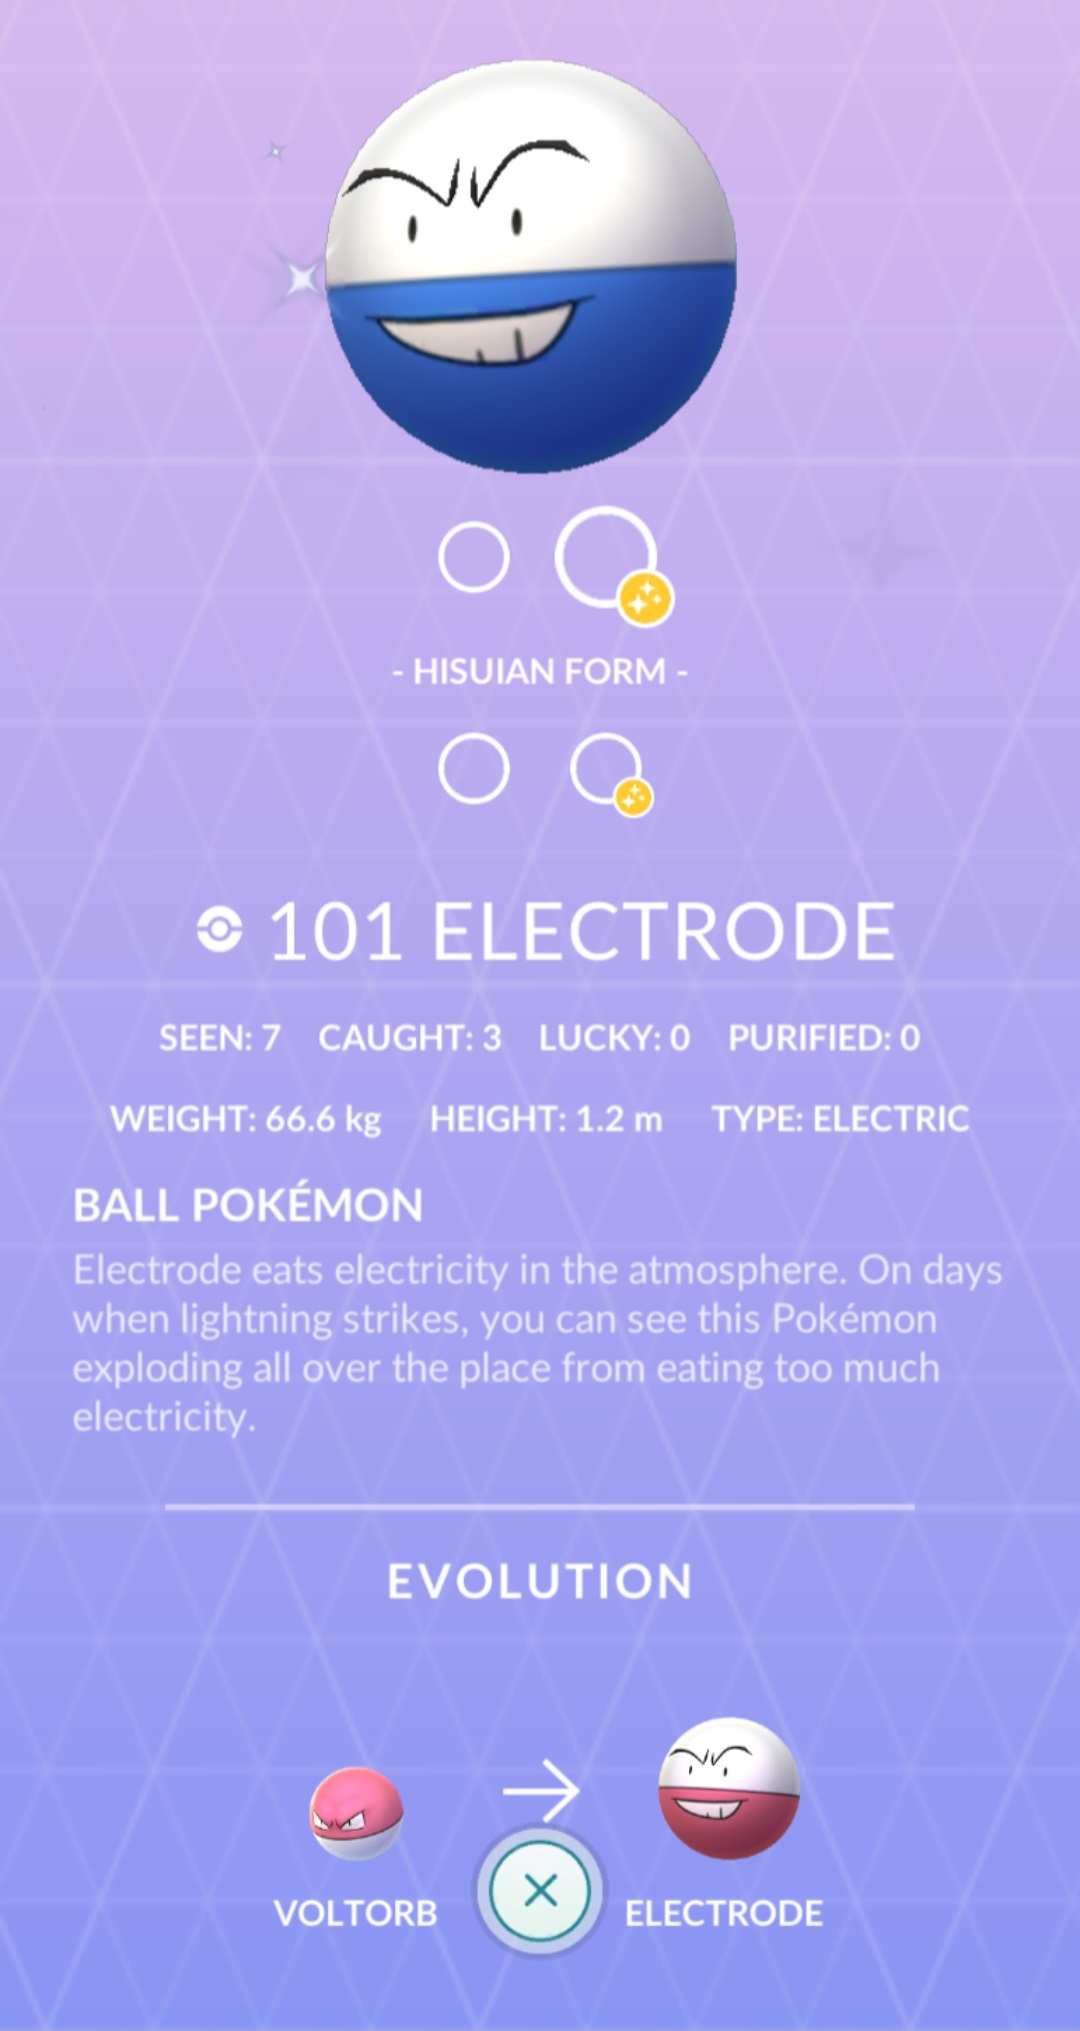 - HISUIAN FORM -
101 ELECTRODE
SEEN: 7 CAUGHT: 3 LUCKY: 0 PURIFIED: 0
WEIGHT: 66.6 kg HEIGHT: 1.2 m TYPE: ELECTRIC
BALL POKÉMON
Electrode eats electricity in the atmosphere. On days
when lightning strikes, you can see this Pokémon
exploding all over the place from eating too much
electricity.
EVOLUTION
VOLTORB ELECTRODE